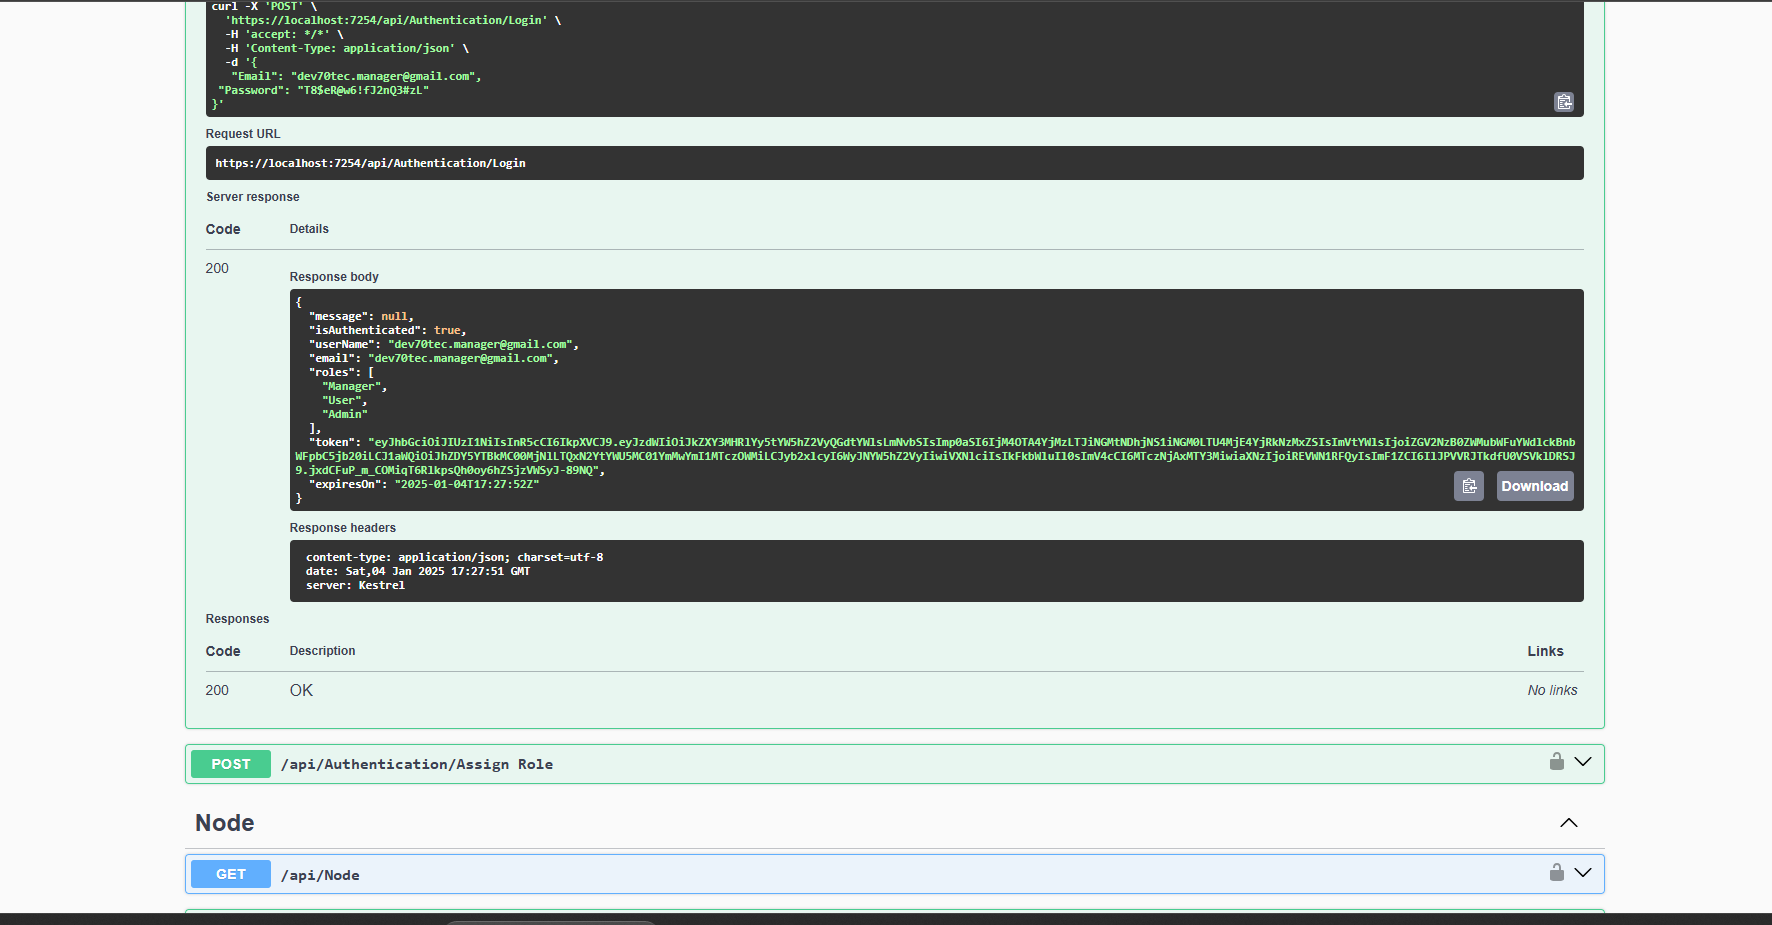 curl -X 'POST' \
'https://localhost:7254/api/Authentication/Login' \
-H 'accept: */*' \
-H 'Content-Type: application/json' \
-d '{
"Email": "dev70tec.manager@gmail.com",
"Password": "T8$eR@w6!fJ2nQ3#zL"
}'
Request URL
https://localhost:7254/api/Authentication/Login
Server response
Code Details
200
Response body
{
"message": null,
"isAuthenticated": true,
"userName": "dev70tec.manager@gmail.com",
"email": "dev70tec.manager@gmail.com",
"roles": [
"Manager",
"User",
"Admin"
],
"token":
"expiresOn": "2025-01-04T17:27:52Z"
}
Download
Response headers
content-type: application/json; charset=utf-8
date: Sat,04 Jan 2025 17:27:51 GMT
server: Kestrel
Responses
Code Description Links
200 OK No links
POST /api/Authentication/Assign Role
Node
GET /api/Node